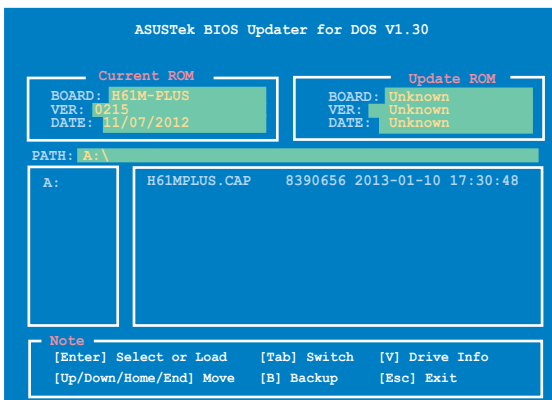 ASUSTek BIOS Updater for DOS V1.30
Current ROM
BOARD: H61M-PLUS
VER: 0215
DATE: 11/07/2012
Update ROM
BOARD: Unknown
VER: Unknown
DATE: Unknown
PATH: A:\
A:
H61MPLUS.CAP 8390656 2013-01-10 17:30:48
Note
[Enter] Select or Load [Tab] Switch [V] Drive Info
[Up/Down/Home/End] Move [B] Backup [Esc] Exit